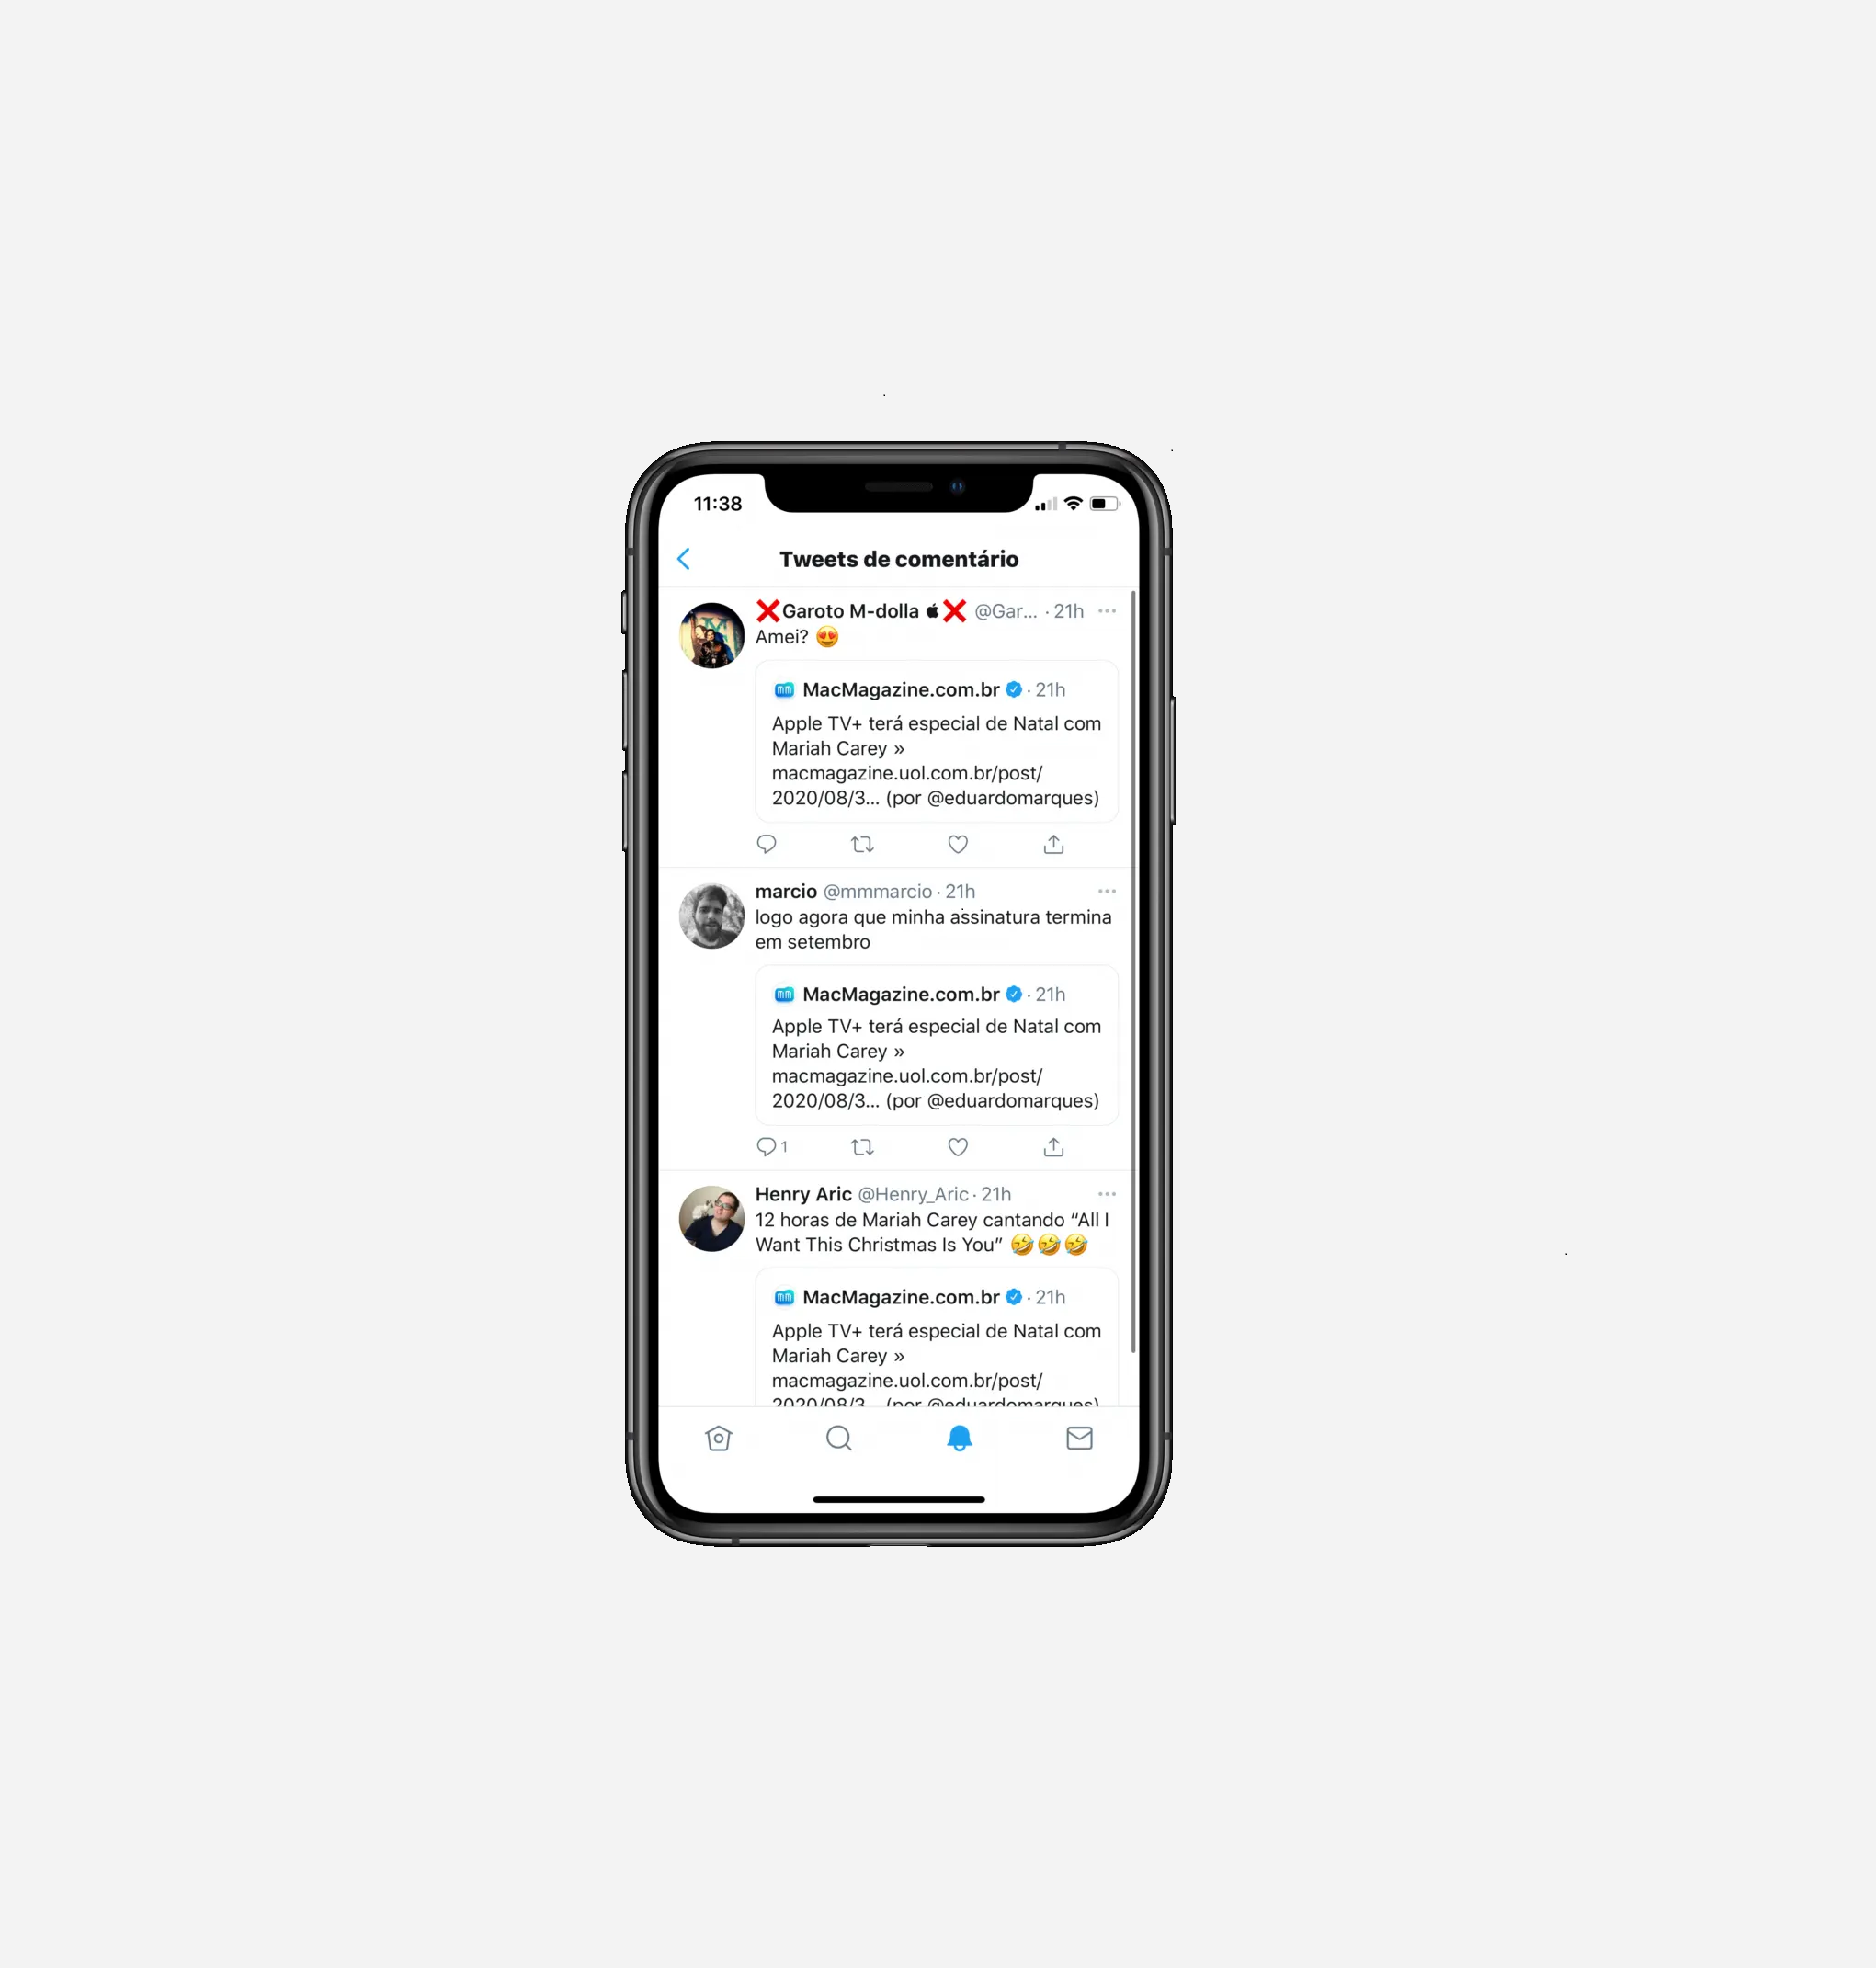 11:38
Tweets de comentário
❌Garoto M-dolla ❌ @Gar... · 21h
Amei? 😍
MacMagazine.com.br · 21h
Apple TV+ terá especial de Natal com
Mariah Carey »
macmagazine.uol.com.br/post/
2020/08/3... (por @eduardomarques)
marcio @mmmarcio · 21h
logo agora que minha assinatura termina
em setembro
MacMagazine.com.br · 21h
Apple TV+ terá especial de Natal com
Mariah Carey »
macmagazine.uol.com.br/post/
2020/08/3... (por @eduardomarques)
1
Henry Aric @Henry_Aric · 21h
12 horas de Mariah Carey cantando “All I
Want This Christmas Is You” 🤣🤣🤣
MacMagazine.com.br · 21h
Apple TV+ terá especial de Natal com
Mariah Carey »
macmagazine.uol.com.br/post/
2020/08/3... (por @eduardomarques)